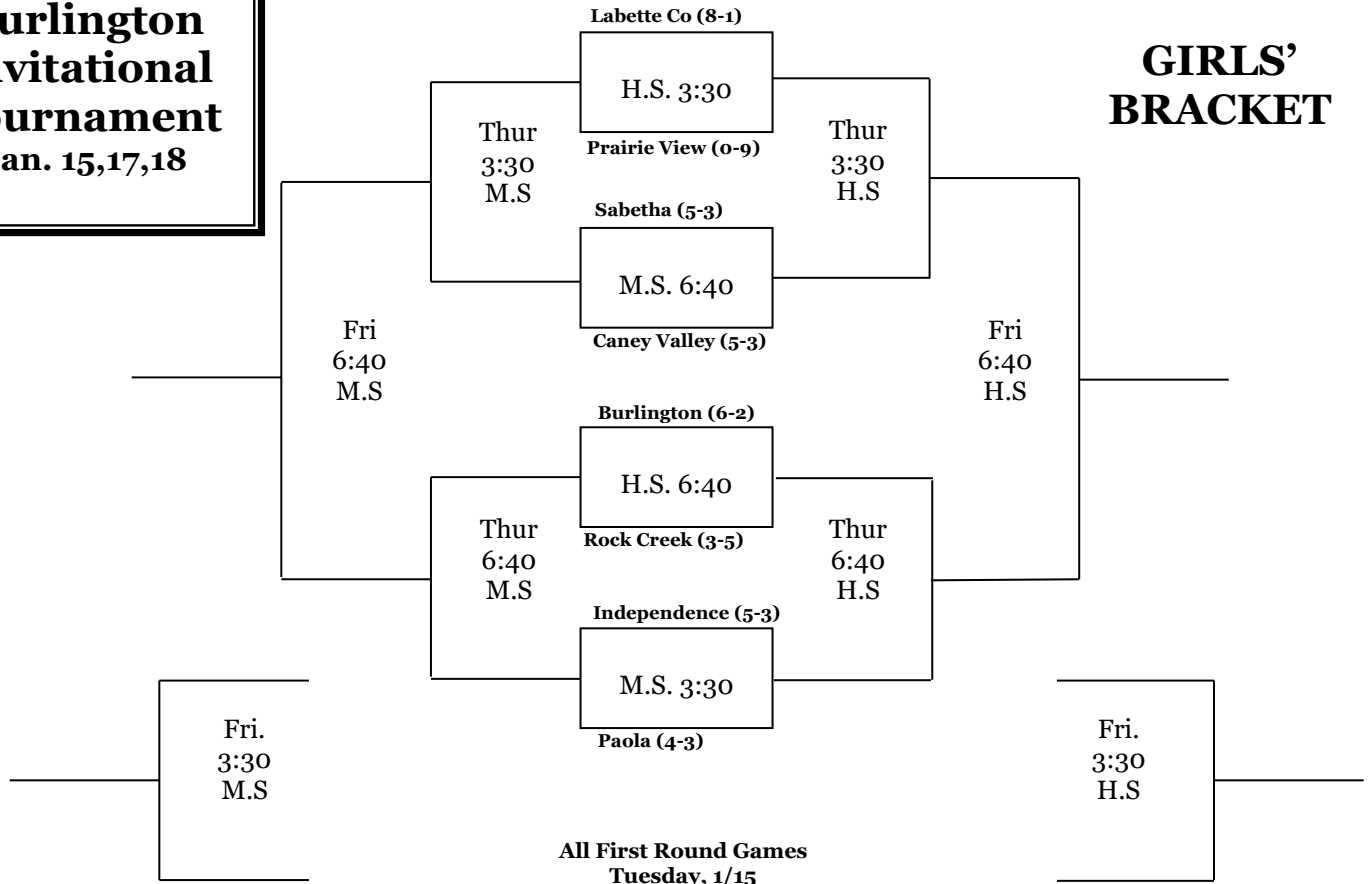 urlington
vitational
ournament
an. 15,17,18
GIRLS’
BRACKET
Labette Co (8-1)
H.S. 3:30
Prairie View (0-9)
Thur
3:30
M.S
Thur
3:30
H.S
Sabetha (5-3)
M.S. 6:40
Caney Valley (5-3)
Fri
6:40
M.S
Fri
6:40
H.S
Burlington (6-2)
H.S. 6:40
Rock Creek (3-5)
Thur
6:40
M.S
Thur
6:40
H.S
Independence (5-3)
M.S. 3:30
Paola (4-3)
Fri.
3:30
M.S
Fri.
3:30
H.S
All First Round Games
Tuesday, 1/15